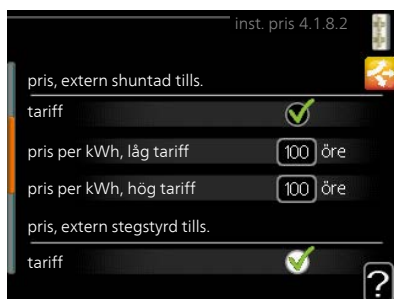 inst. pris 4.1.8.2
pris, extern shuntad tills.
tariff
pris per kWh, låg tariff 100 öre
pris per kWh, hög tariff 100 öre
pris, extern stegstyrd tills.
tariff
?